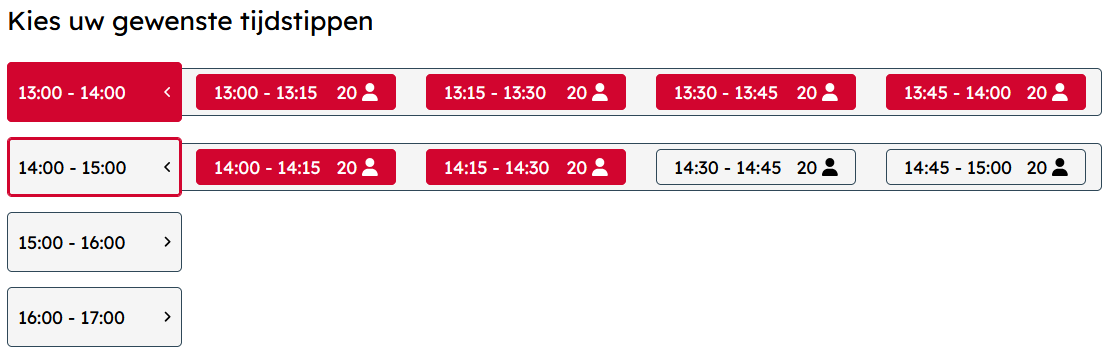 Kies uw gewenste tijdstippen
13:00 - 14:00 13:00 - 13:15 20 13:15 - 13:30 20 13:30 - 13:45 20 13:45 - 14:00 20
14:00 - 15:00 14:00 - 14:15 20 14:15 - 14:30 20 14:30 - 14:45 20 14:45 - 15:00 20
15:00 - 16:00
16:00 - 17:00